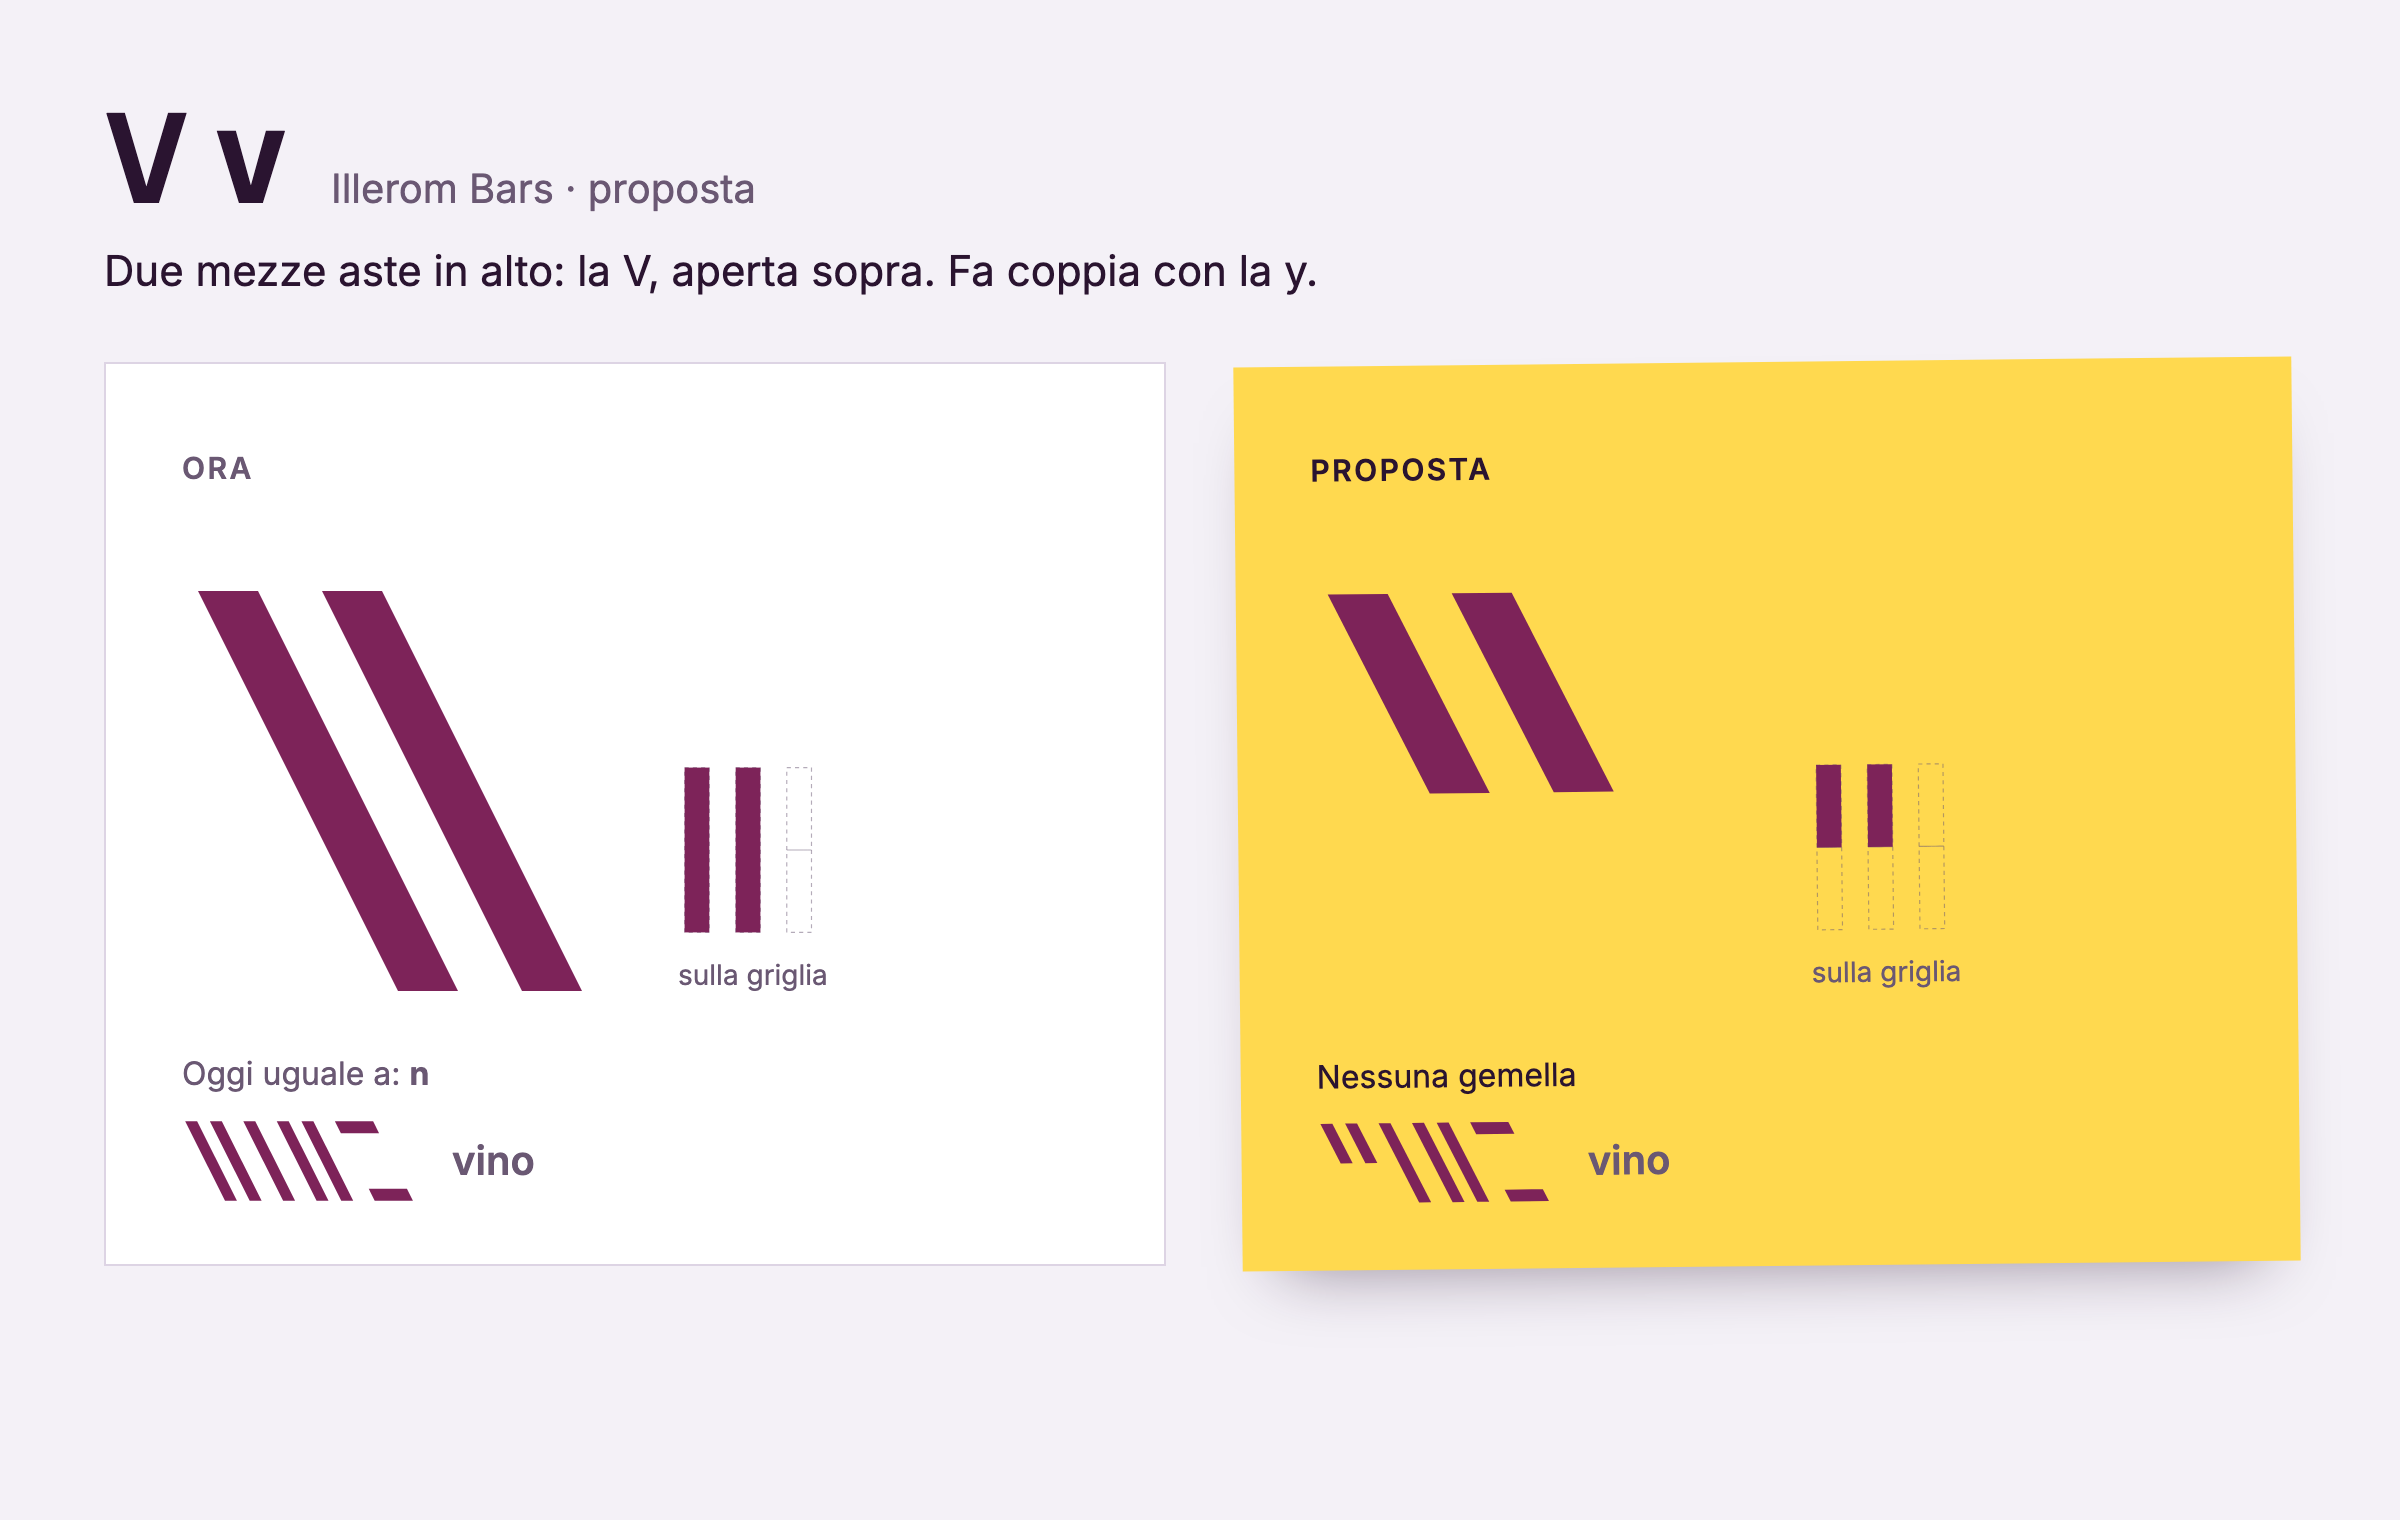 V v Illerom Bars · proposta
Due mezze aste in alto: la V, aperta sopra. Fa coppia con la y.
ORA
sulla griglia
Oggi uguale a: n
vino
PROPOSTA
sulla griglia
Nessuna gemella
vino